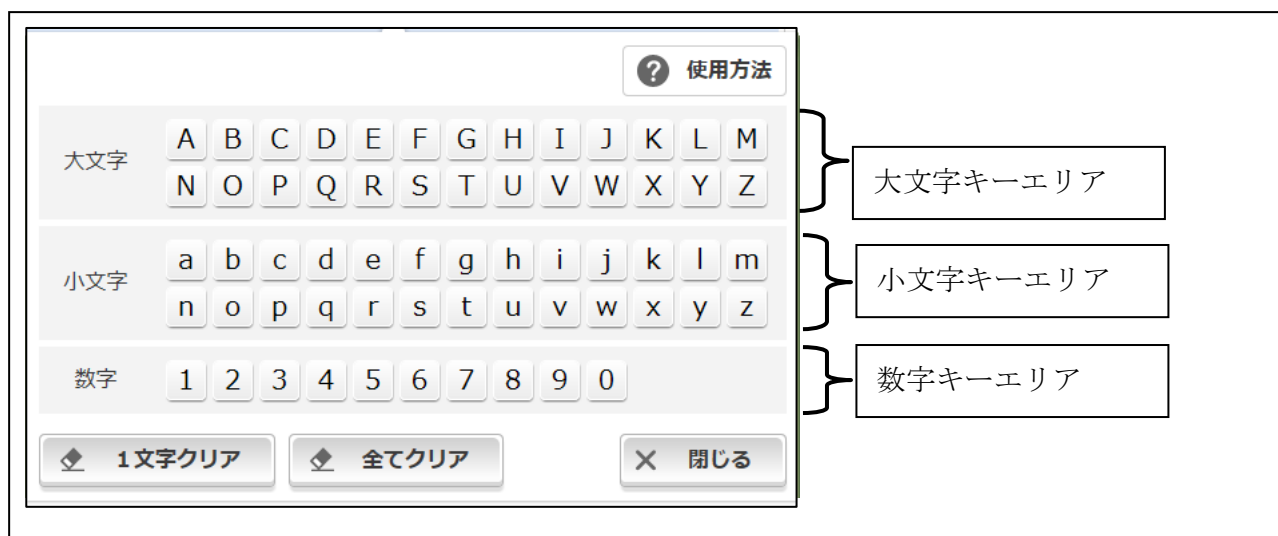 使用方法
大文字
A B C D E F G H I J K L M
N O P Q R S T U V W X Y Z
大文字キーエリア
小文字
a b c d e f g h i j k l m
n o p q r s t u v w x y z
小文字キーエリア
数字
1 2 3 4 5 6 7 8 9 0
数字キーエリア
1文字クリア
全てクリア
閉じる